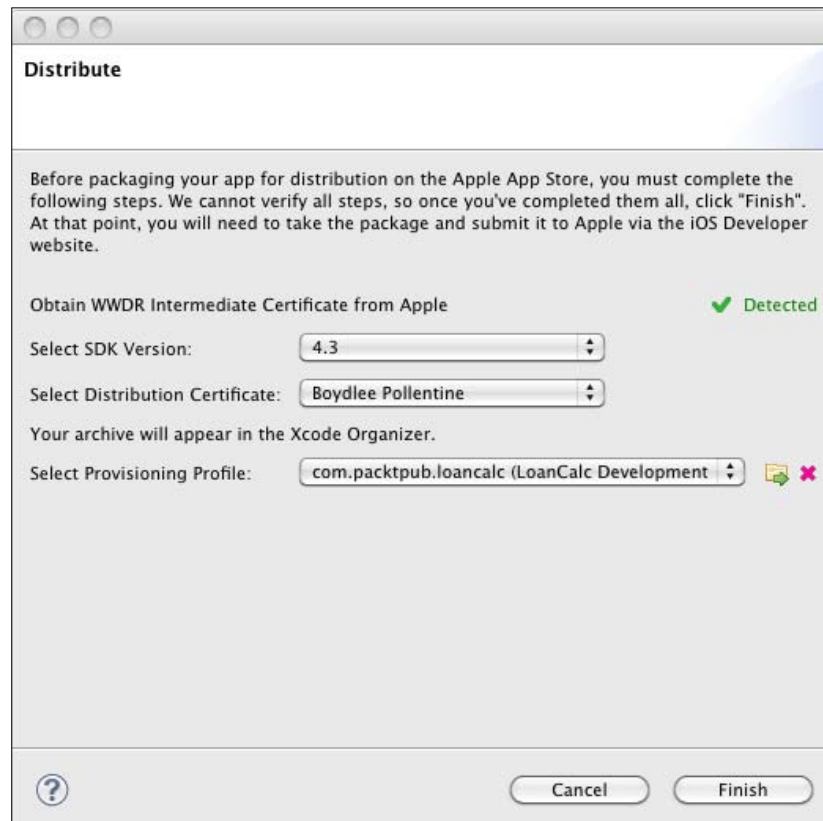 Distribute
Before packaging your app for distribution on the Apple App Store, you must complete the
following steps. We cannot verify all steps, so once you've completed them all, click "Finish".
At that point, you will need to take the package and submit it to Apple via the iOS Developer
website.
Obtain WWDR Intermediate Certificate from Apple
Detected
Select SDK Version:
4.3
Select Distribution Certificate:
Boydlee Pollentine
Your archive will appear in the Xcode Organizer.
Select Provisioning Profile:
com.packtpub.loancalc (LoanCalc Development
?
Cancel
Finish